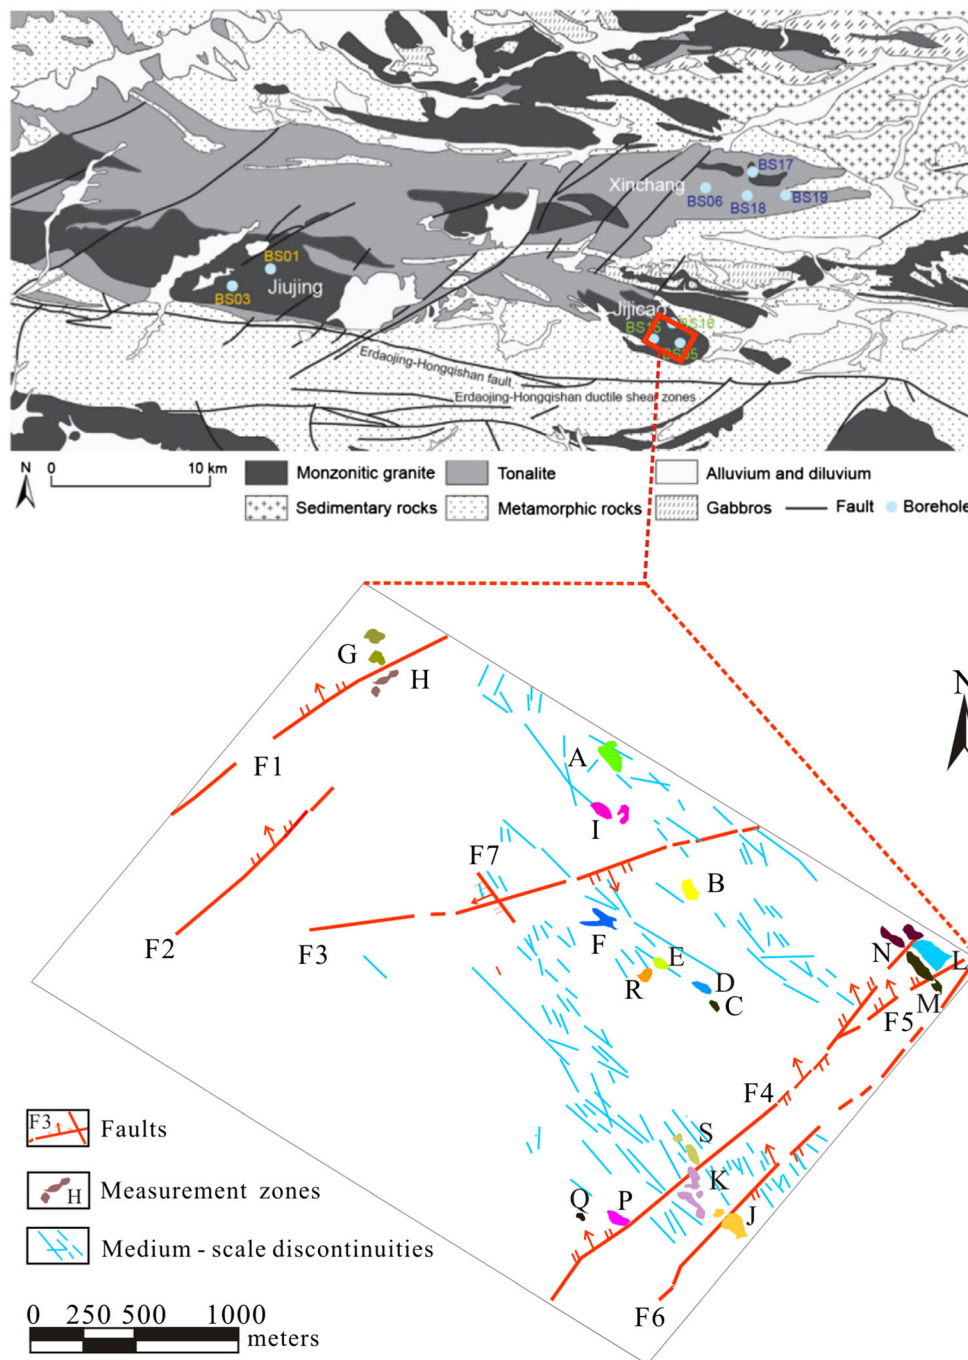 BS17
Xinchang
BS06
BS18
BS19
BS01
Jiujing
BS03
Jijicao
BS16
BS15
BS05
Erdaojing-Hongqishan fault
Erdaojing-Hongqishan ductile shear zones
N
0 10 km
Monzonitic granite
Tonalite
Alluvium and diluvium
Sedimentary rocks
Metamorphic rocks
Gabbros
Fault
Borehole
G
H
N
A
F1
I
F7
B
F2
F3
F
N
L
E
R
D
M
C
F5
F4
F3
Faults
S
H
Measurement zones
K
Q
P
J
Medium - scale discontinuities
0 250 500 1000
meters
F6